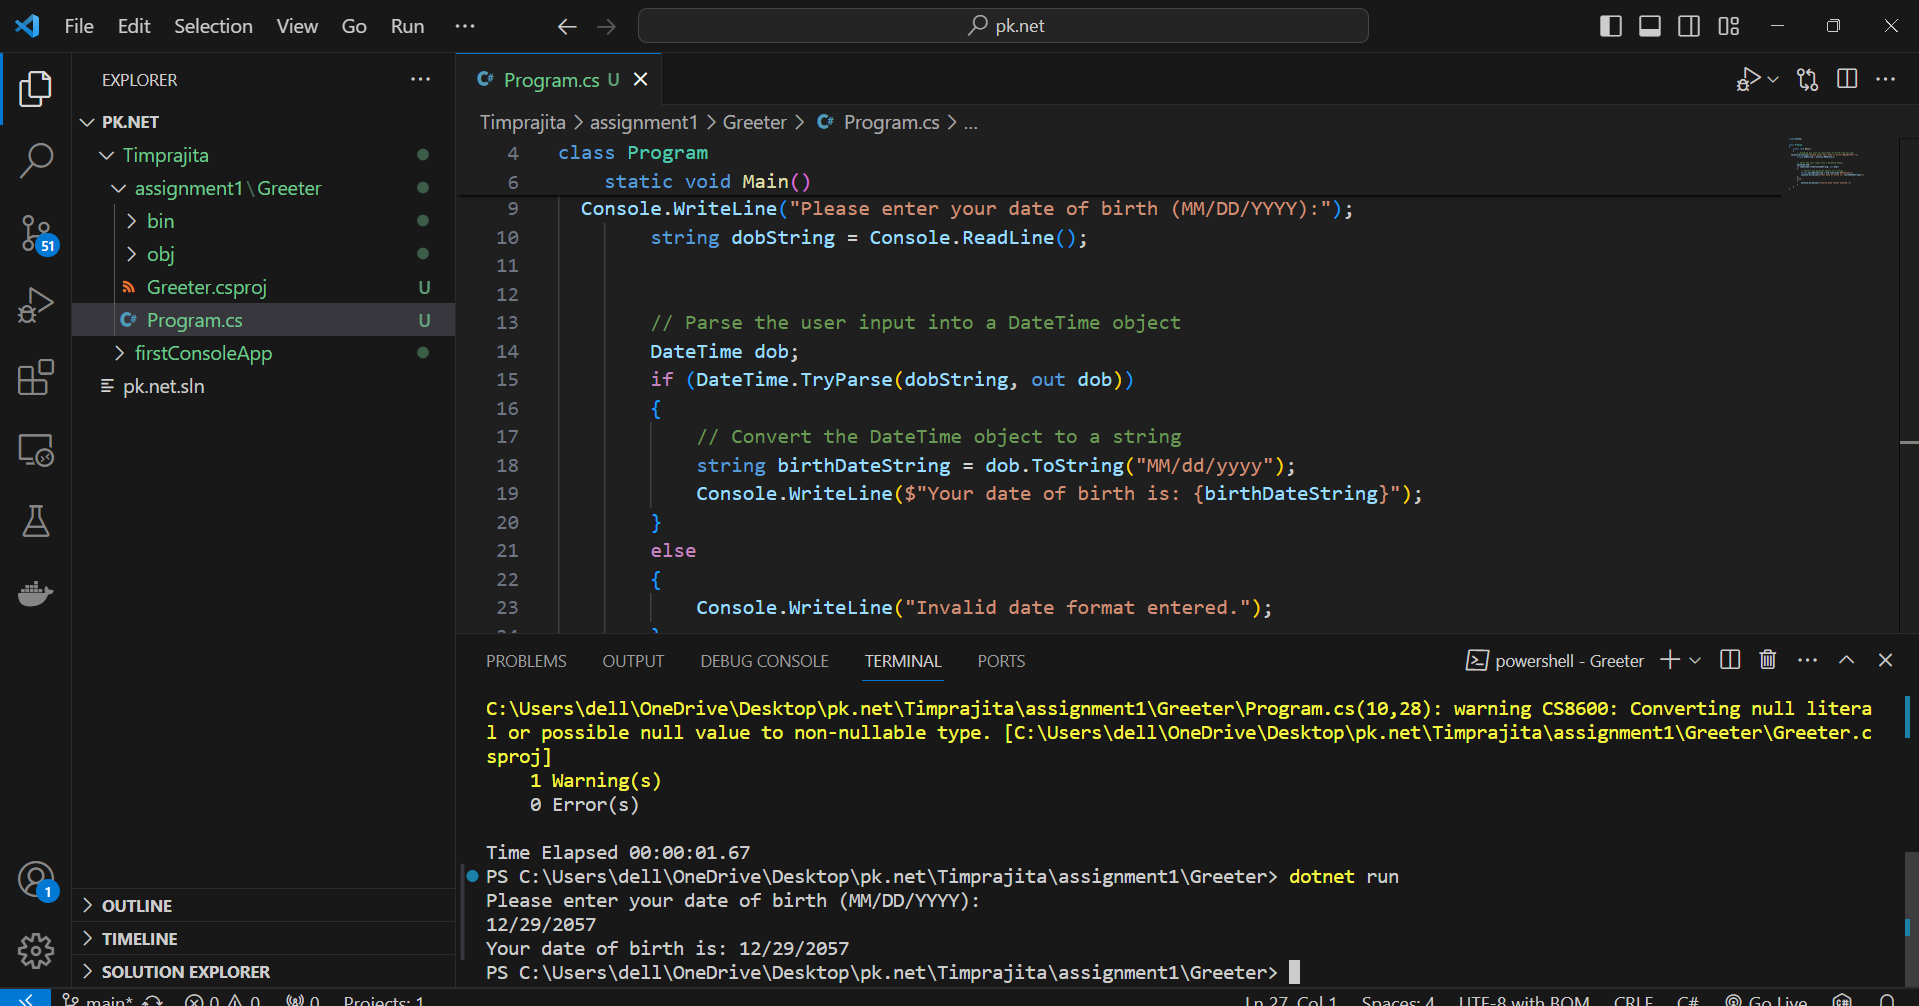 File Edit Selection View Go Run ... pk.net
EXPLORER ...
PK.NET
Timprajita
assignment1\Greeter
bin
obj
Greeter.csproj U
Program.cs U
firstConsoleApp
pk.net.sln
51
1
OUTLINE
TIMELINE
SOLUTION EXPLORER
C# Program.cs U
Timprajita > assignment1 > Greeter > C# Program.cs > ...
4 class Program
6 static void Main()
9 Console.WriteLine("Please enter your date of birth (MM/DD/YYYY):");
10 string dobString = Console.ReadLine();
11
12
13 // Parse the user input into a DateTime object
14 DateTime dob;
15 if (DateTime.TryParse(dobString, out dob))
16 {
17 // Convert the DateTime object to a string
18 string birthDateString = dob.ToString("MM/dd/yyyy");
19 Console.WriteLine($"Your date of birth is: {birthDateString}");
20 }
21 else
22 {
23 Console.WriteLine("Invalid date format entered.");
24 }
PROBLEMS OUTPUT DEBUG CONSOLE TERMINAL PORTS powershell - Greeter
C:\Users\dell\OneDrive\Desktop\pk.net\Timprajita\assignment1\Greeter\Program.cs(10,28): warning CS8600: Converting null litera
l or possible null value to non-nullable type. [C:\Users\dell\OneDrive\Desktop\pk.net\Timprajita\assignment1\Greeter\Greeter.c
sproj]
1 Warning(s)
0 Error(s)
Time Elapsed 00:00:01.67
PS C:\Users\dell\OneDrive\Desktop\pk.net\Timprajita\assignment1\Greeter> dotnet run
Please enter your date of birth (MM/DD/YYYY):
12/29/2057
Your date of birth is: 12/29/2057
PS C:\Users\dell\OneDrive\Desktop\pk.net\Timprajita\assignment1\Greeter>
main* 0 0 0 Projects: 1 Ln 27, Col 1 Spaces: 4 UTF-8 with BOM CRLF C# Go Live